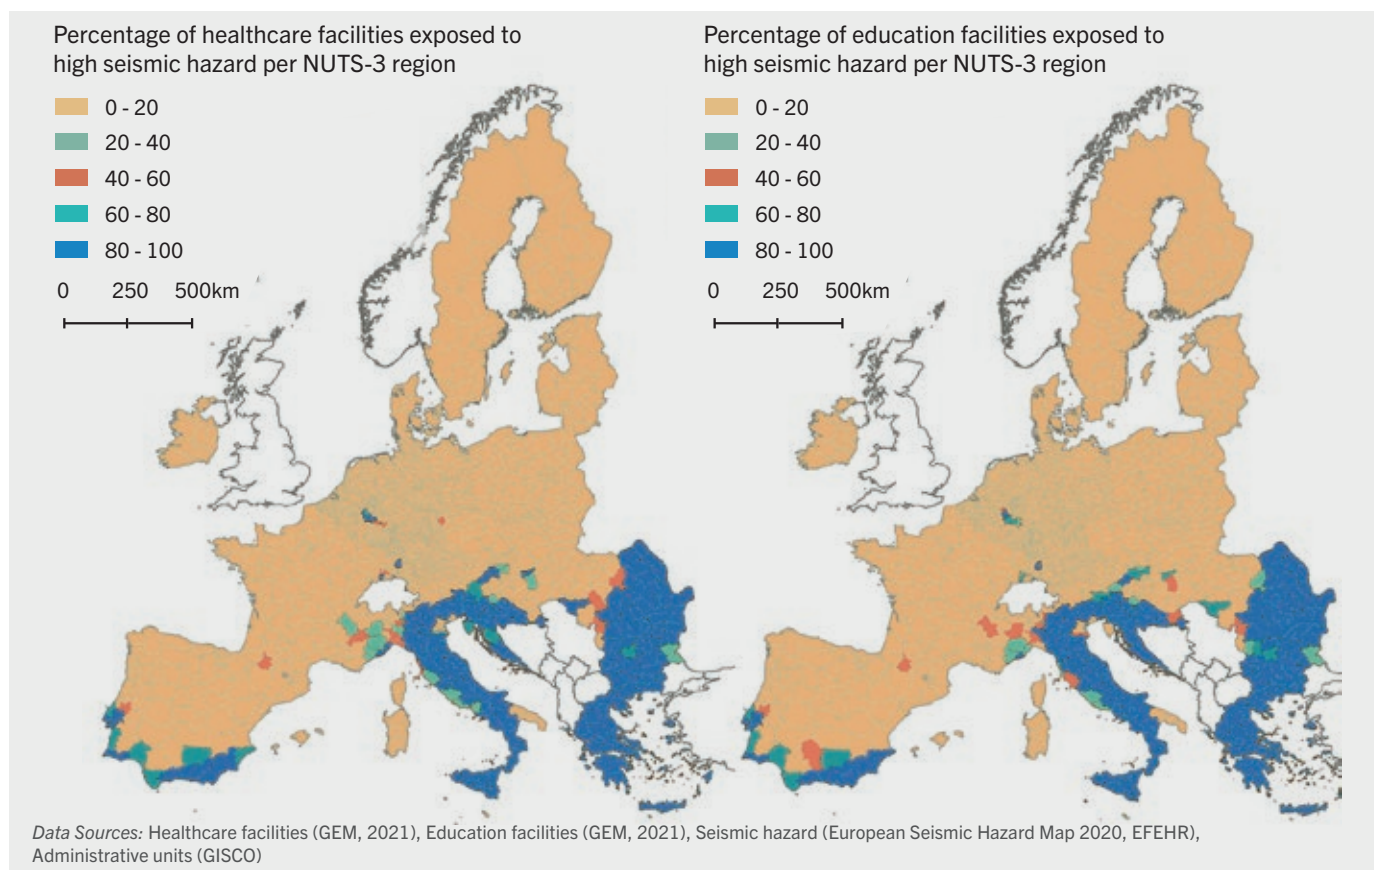 Percentage of healthcare facilities exposed to
high seismic hazard per NUTS-3 region
0 - 20
20 - 40
40 - 60
60 - 80
80 - 100
0 250 500km
Percentage of education facilities exposed to
high seismic hazard per NUTS-3 region
0 - 20
20 - 40
40 - 60
60 - 80
80 - 100
0 250 500km
Data Sources: Healthcare facilities (GEM, 2021), Education facilities (GEM, 2021), Seismic hazard (European Seismic Hazard Map 2020, EFEHR),
Administrative units (GISCO)